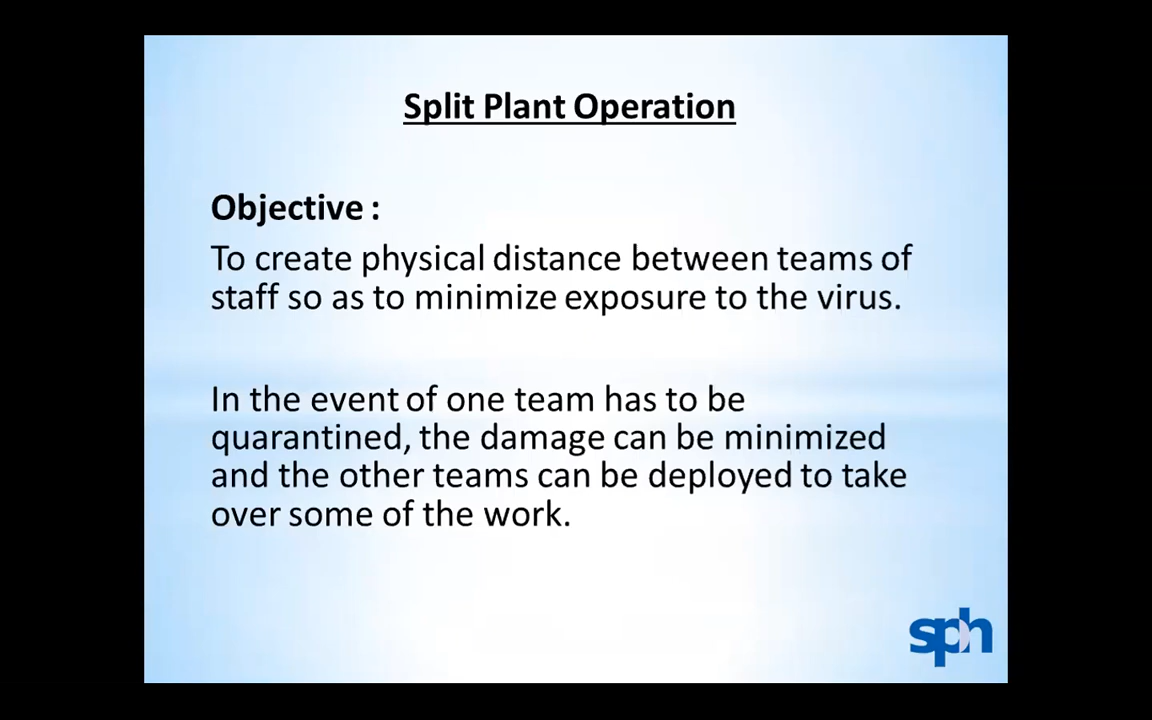 Split Plant Operation
Objective :
To create physical distance between teams of
staff so as to minimize exposure to the virus.
In the event of one team has to be
quarantined, the damage can be minimized
and the other teams can be deployed to take
over some of the work.
sph